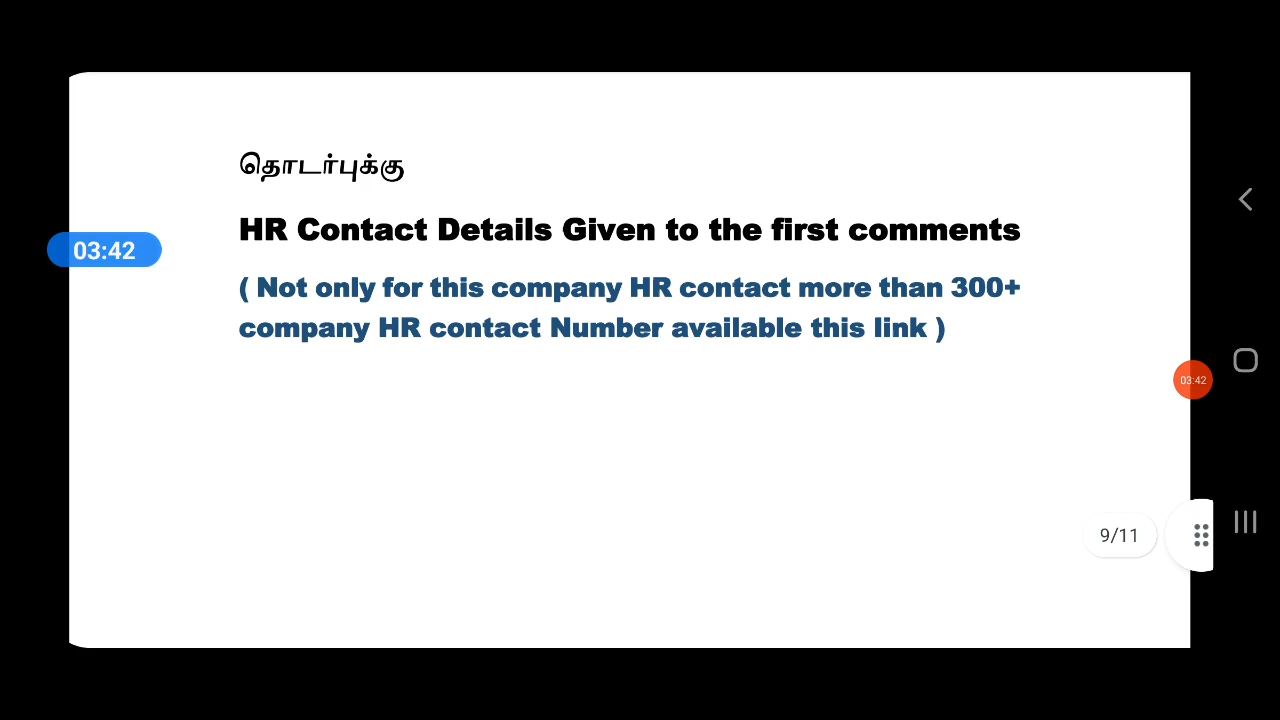 தொடர்புக்கு
HR Contact Details Given to the first comments
03:42
( Not only for this company HR contact more than 300+
company HR contact Number available this link )
03:42
9/11